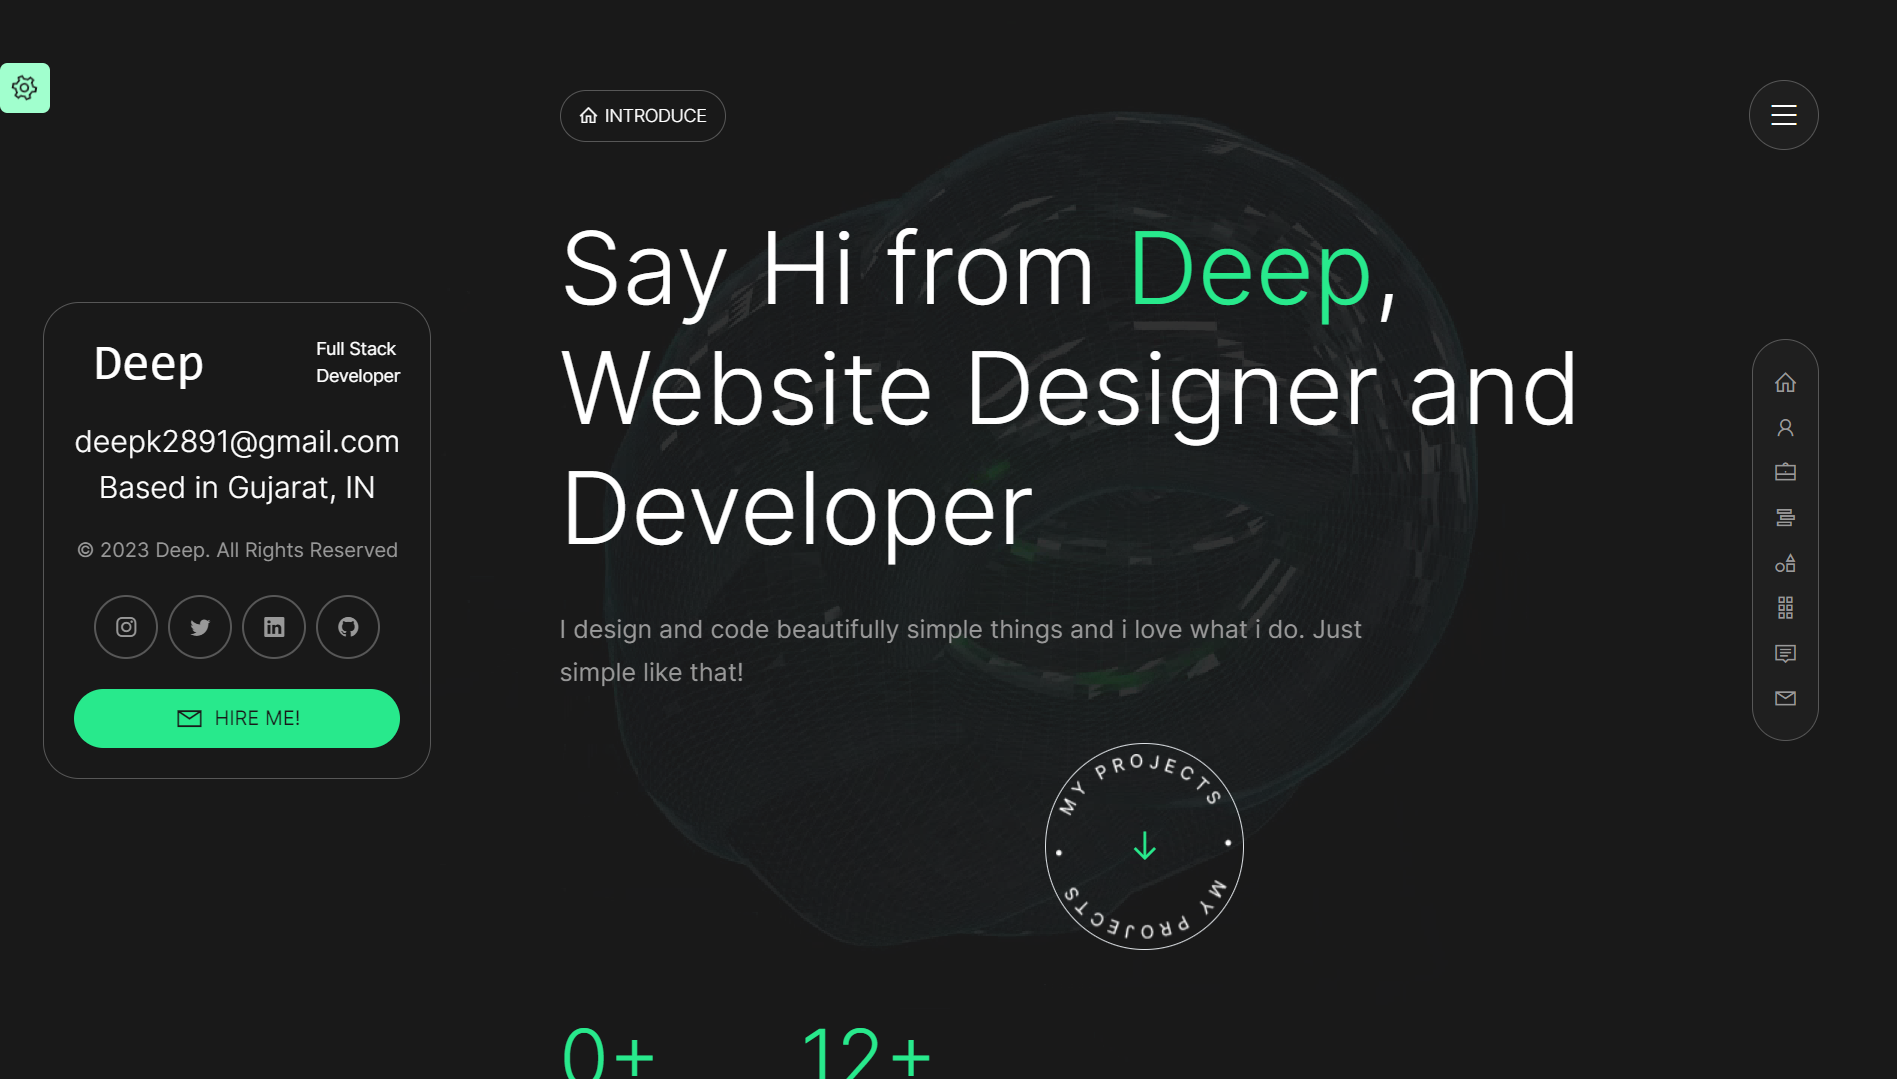 INTRODUCE
Say Hi from Deep,
Website Designer and
Developer
Deep
Full Stack
Developer
deepk2891@gmail.com
Based in Gujarat, IN
© 2023 Deep. All Rights Reserved
HIRE ME!
I design and code beautifully simple things and i love what i do. Just
simple like that!
MY PROJECTS • MY PROJECTS •
0+
12+